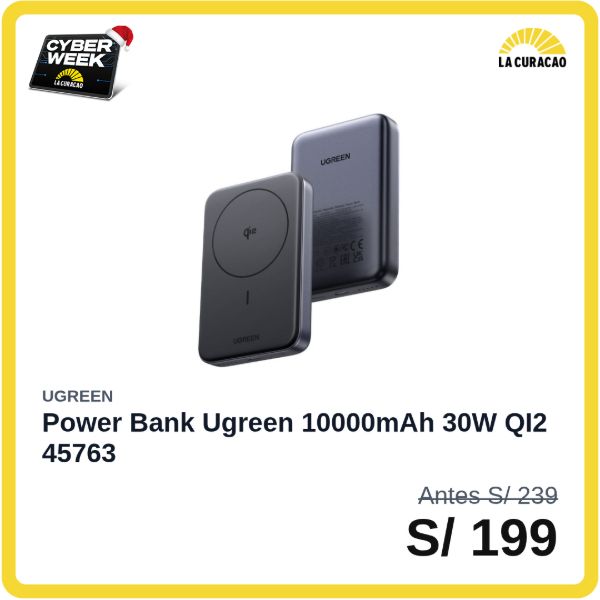 CYBER
WEEK
LA CURACAO
LA CURACAO
UGREEN
Qi2
UGREEN
UGREEN
Power Bank Ugreen 10000mAh 30W QI2
45763
Antes S/ 239
S/ 199